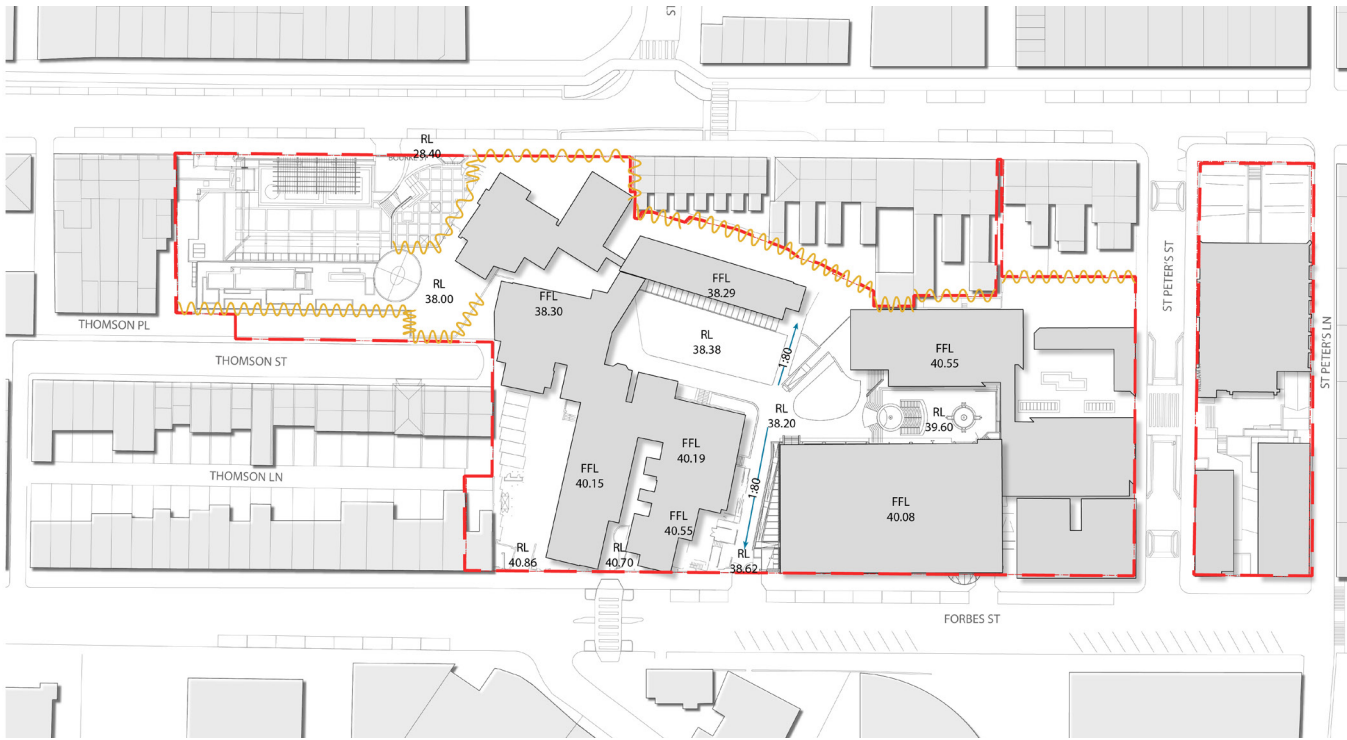 ST
RL
28.40
RL
38.00
FFL
38.29
FFL
38.30
RL
38.38
1:80
FFL
40.55
RL
38.20
RL
39.60
FFL
40.19
FFL
40.15
1:80
FFL
40.55
FFL
40.08
RL
40.86
RL
40.70
RL
38.62
THOMSON PL
THOMSON ST
THOMSON LN
FORBES ST
ST PETER'S ST
ST PETER'S LN